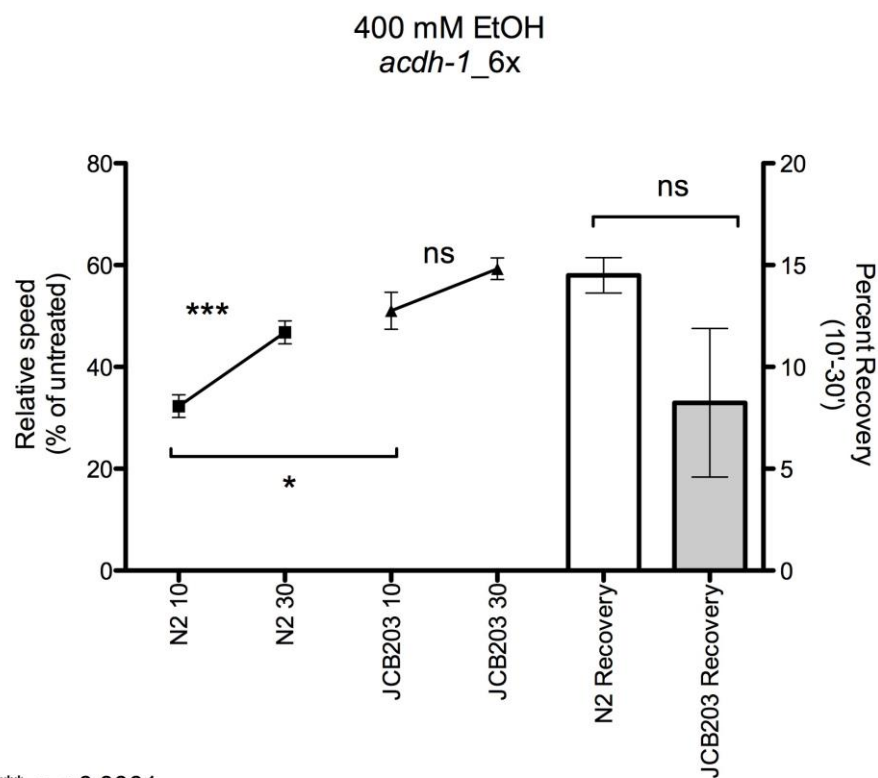 400 mM EtOH
acdh-1_6x
80
60
40
20
0
Relative speed
(% of untreated)
***
*
ns
ns
20
15
10
5
0
Percent Recovery
(10'-30')
N2 10
N2 30
JCB203 10
JCB203 30
N2 Recovery
JCB203 Recovery